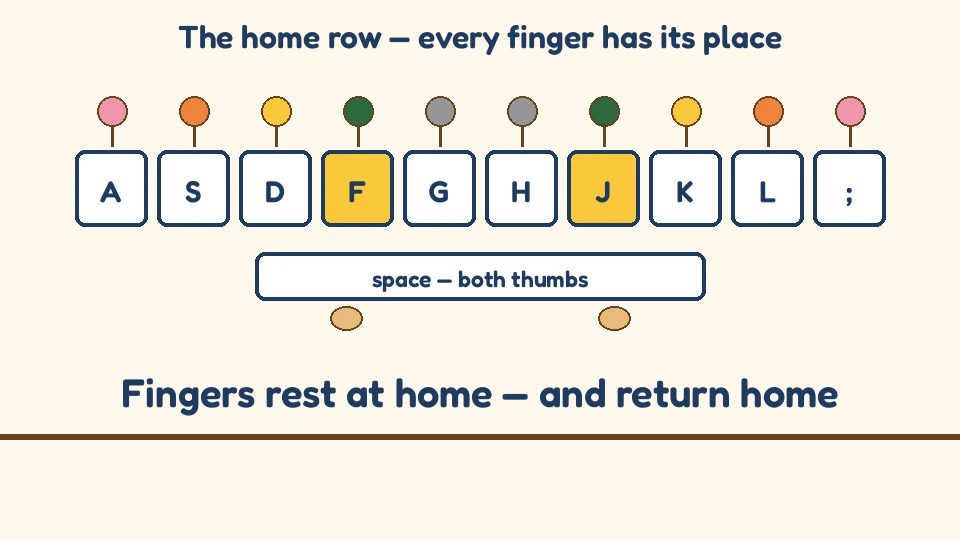 The home row — every finger has its place
A S D F G H J K L ;
space — both thumbs
Fingers rest at home — and return home